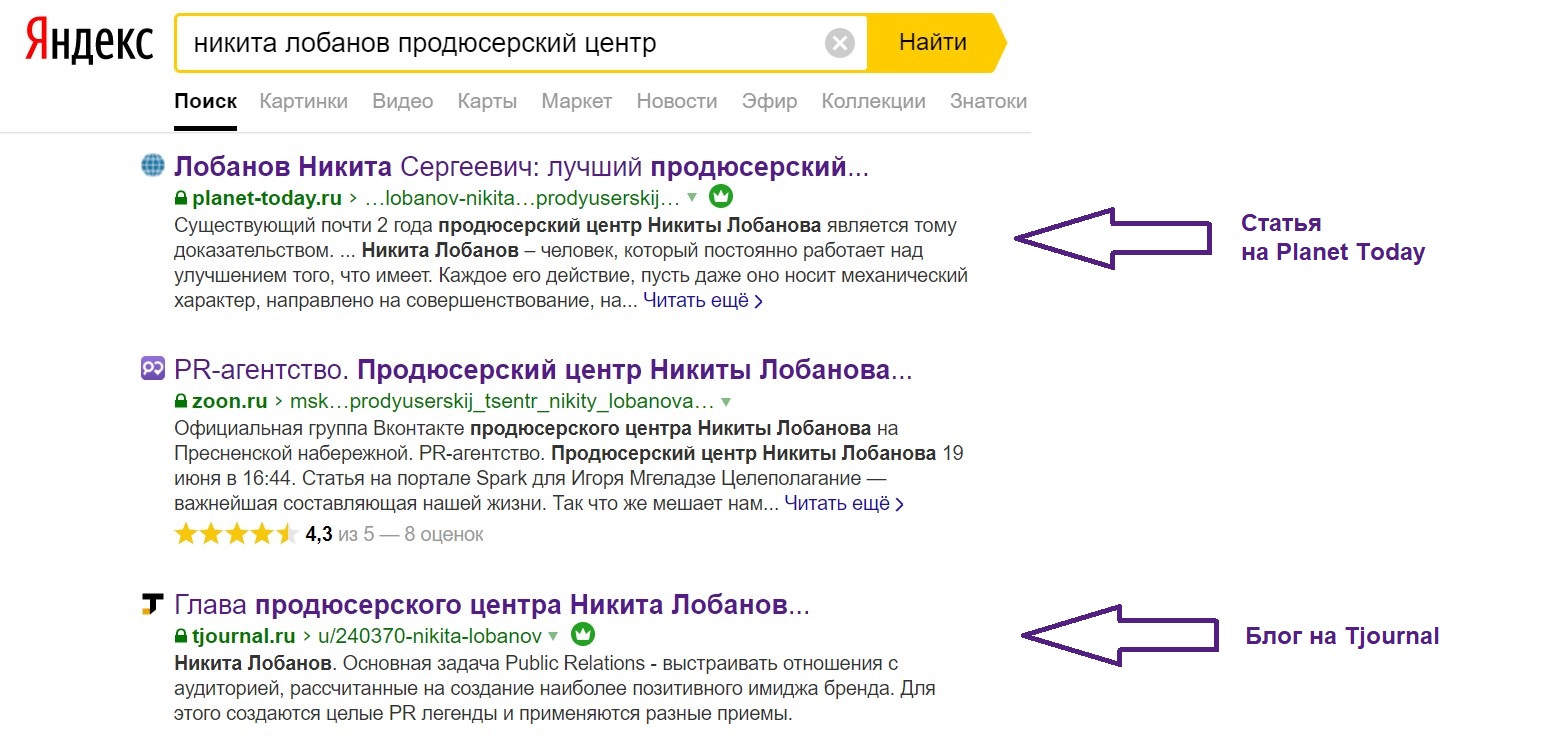 Яндекс
никита лобанов продюсерский центр
Найти
Поиск Картинки Видео Карты Маркет Новости Эфир Коллекции Знатоки
Лобанов Никита Сергеевич: лучший продюсерский...
planet-today.ru › …lobanov-nikita…prodyuserskij…
Существующий почти 2 года продюсерский центр Никиты Лобанова является тому
доказательством. ... Никита Лобанов – человек, который постоянно работает над
улучшением того, что имеет. Каждое его действие, пусть даже оно носит механический
характер, направлено на совершенствование, на... Читать ещё ›
Статья
на Planet Today
PR-агентство. Продюсерский центр Никиты Лобанова...
zoon.ru › msk…prodyuserskij_tsentr_nikity_lobanova…
Официальная группа Вконтакте продюсерского центра Никиты Лобанова на
Пресненской набережной. PR-агентство. Продюсерский центр Никиты Лобанова 19
июня в 16:44. Статья на портале Spark для Игоря Мгеладзе Целеполагание —
важнейшая составляющая нашей жизни. Так что же мешает нам... Читать ещё ›
4,3 из 5 — 8 оценок
Глава продюсерского центра Никита Лобанов...
tjournal.ru › u/240370-nikita-lobanov
Никита Лобанов. Основная задача Public Relations - выстраивать отношения с
аудиторией, рассчитанные на создание наиболее позитивного имиджа бренда. Для
этого создаются целые PR легенды и применяются разные приемы.
Блог на Tjournal